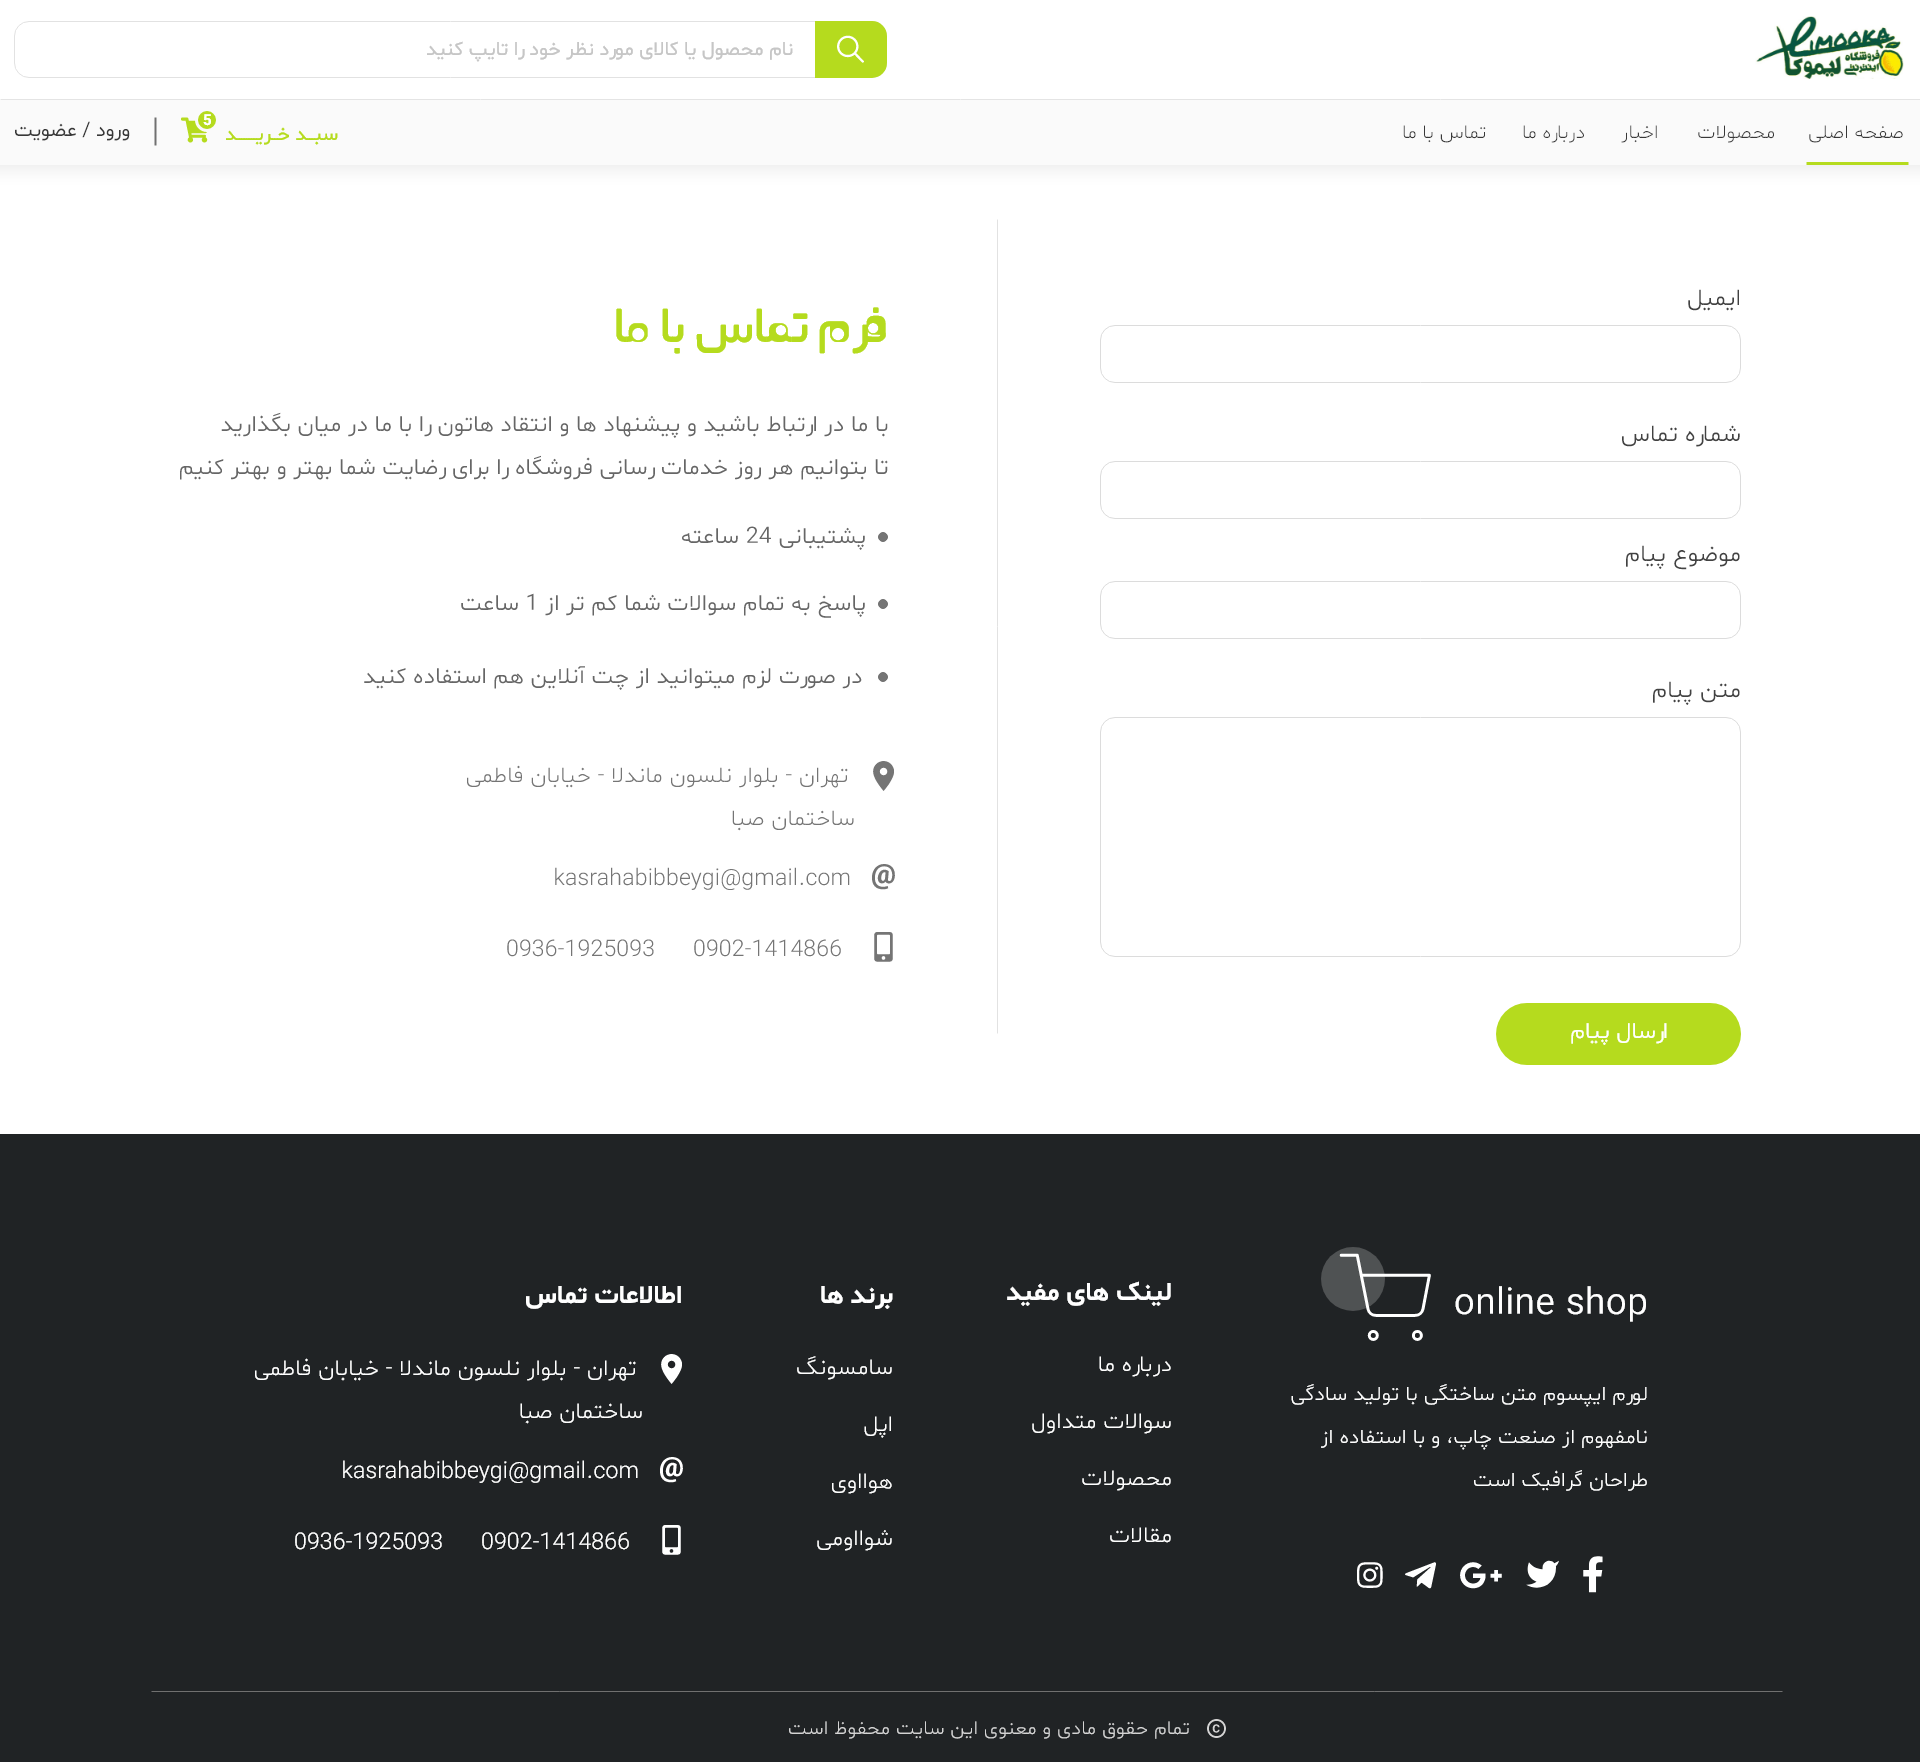 LIMOOKA
فروشگاه
اینترنتی
لیموکا
نام محصول یا کالای مورد نظر خود را تایپ کنید
صفحه اصلی
محصولات
اخبار
درباره ما
تماس با ما
سبــد خـریـــــد
5
ورود / عضویت
ایمیل
شماره تماس
موضوع پیام
متن پیام
ارسال پیام
فرم تماس با ما
با ما در ارتباط باشید و پیشنهاد ها و انتقاد هاتون را با ما در میان بگذارید
تا بتوانیم هر روز خدمات رسانی فروشگاه را برای رضایت شما بهتر و بهتر کنیم
پشتیبانی 24 ساعته
پاسخ به تمام سوالات شما کم تر از 1 ساعت
در صورت لزم میتوانید از چت آنلاین هم استفاده کنید
تهران - بلوار نلسون ماندلا - خیابان فاطمی
ساختمان صبا
@ kasrahabibbeygi@gmail.com
0902-1414866 0936-1925093
online shop
لورم ایپسوم متن ساختگی با تولید سادگی
نامفهوم از صنعت چاپ، و با استفاده از
طراحان گرافیک است
لینک های مفید
درباره ما
سوالات متداول
محصولات
مقالات
برند ها
سامسونگ
اپل
هوااوی
شوااومی
اطالاعات تماس
تهران - بلوار نلسون ماندلا - خیابان فاطمی
ساختمان صبا
@ kasrahabibbeygi@gmail.com
0902-1414866 0936-1925093
© تمام حقوق مادی و معنوی این سایت محفوظ است